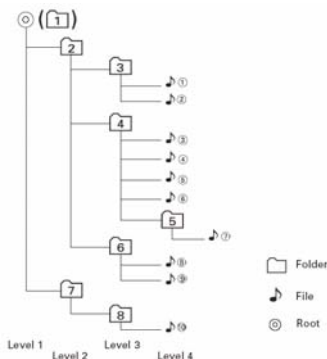 (1)
2
3
①
②
4
③
④
⑤
⑥
5
⑦
6
⑧
⑨
7
8
⑩
Folder
File
Root
Level 1
Level 2
Level 3
Level 4